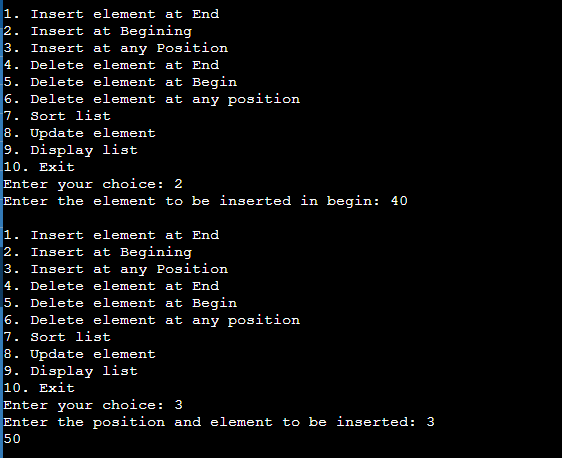 1. Insert element at End
2. Insert at Begining
3. Insert at any Position
4. Delete element at End
5. Delete element at Begin
6. Delete element at any position
7. Sort list
8. Update element
9. Display list
10. Exit
Enter your choice: 2
Enter the element to be inserted in begin: 40

1. Insert element at End
2. Insert at Begining
3. Insert at any Position
4. Delete element at End
5. Delete element at Begin
6. Delete element at any position
7. Sort list
8. Update element
9. Display list
10. Exit
Enter your choice: 3
Enter the position and element to be inserted: 3
50